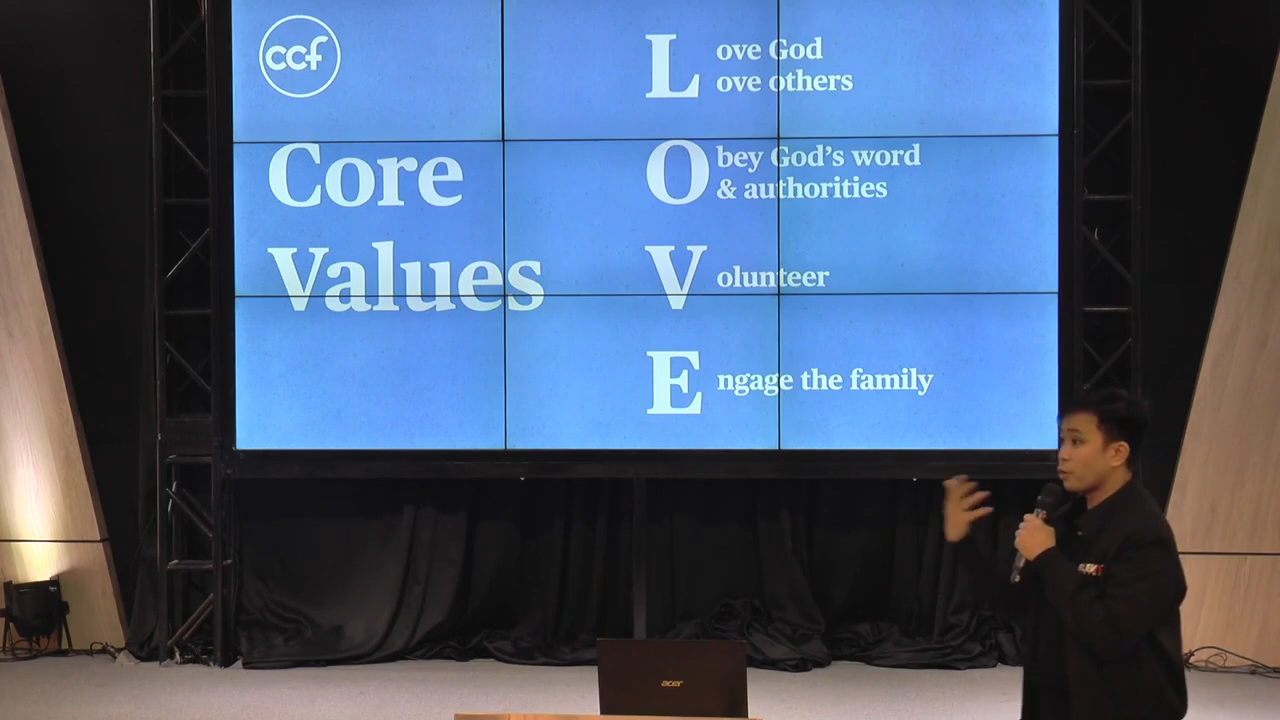 ccf
Core
Values
L ove God
ove others
O bey God's word
& authorities
V olunteer
E ngage the family
acer